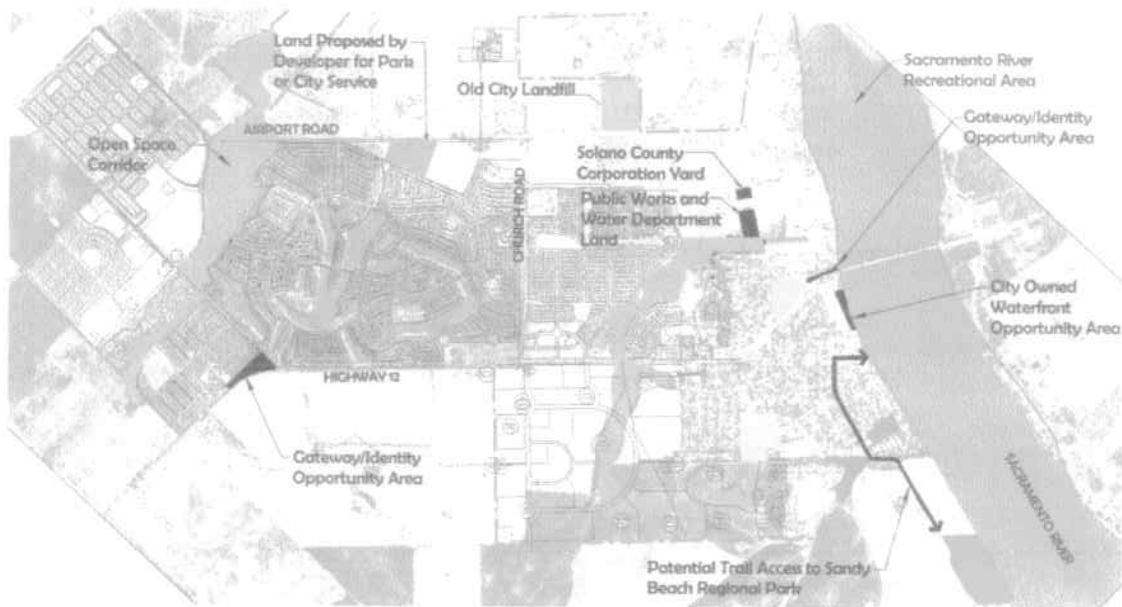 Land Proposed by
Developer for Park
or City Service
Old City Landfill
Sacramento River
Recreational Area
Gateway/Identity
Opportunity Area
AIRPORT ROAD
Open Space
Corridor
Solano County
Corporation Yard
Public Works and
Water Department
Land
CHURCH ROAD
City Owned
Waterfront
Opportunity Area
HIGHWAY 12
Gateway/Identity
Opportunity Area
SACRAMENTO RIVER
Potential Trail Access to Sandy
Beach Regional Park